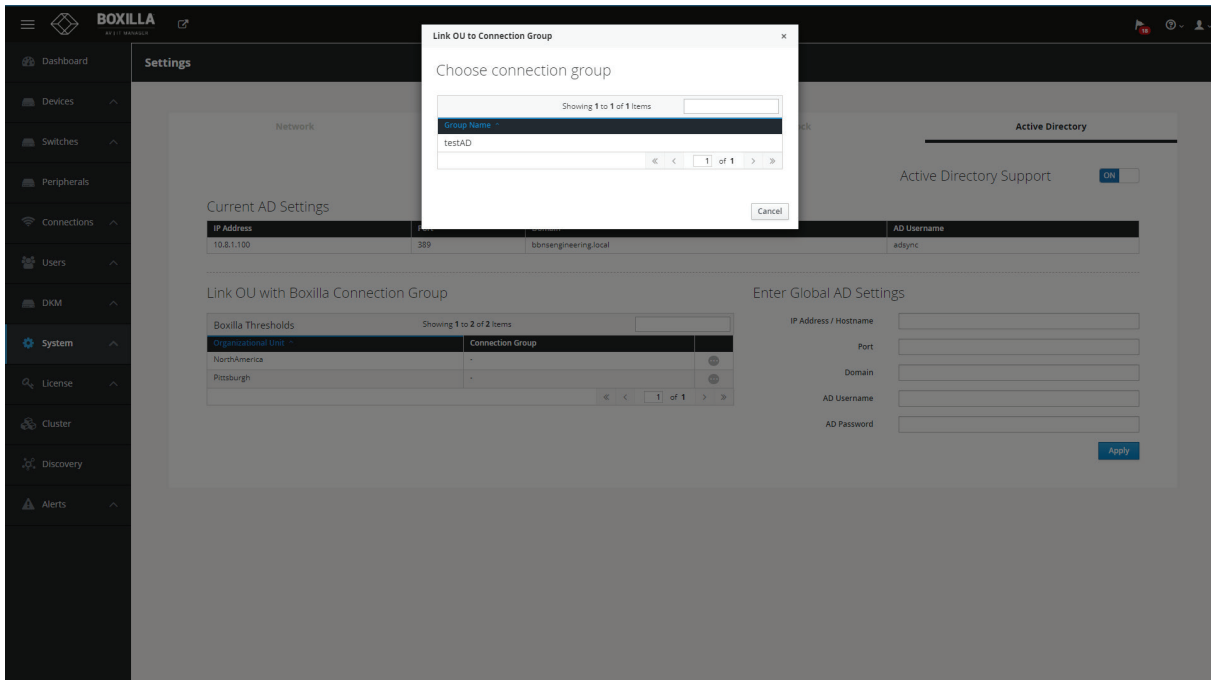 BOXILLA
Link OU to Connection Group ×
18
Dashboard
Settings
Choose connection group
Devices
Showing 1 to 1 of 1 Items
Network
Group Name
Active Directory
Switches
testAD
« < 1 of 1 > »
Peripherals
Active Directory Support ON
Current AD Settings
Cancel
Connections
IP Address
AD Username
10.8.1.100 389 bbnsengineering.local adsync
Users
Link OU with Boxilla Connection Group
Enter Global AD Settings
DKM
Boxilla Thresholds Showing 1 to 2 of 2 Items
IP Address / Hostname
System
Organizational Unit Connection Group
Port
NorthAmerica -
Domain
Pittsburgh -
License
« < 1 of 1 > »
AD Username
Cluster
AD Password
Apply
Discovery
Alerts